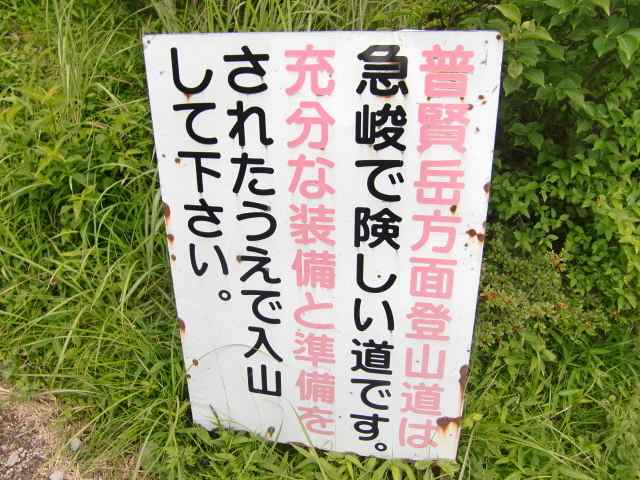 普賢岳方面登山道は
急峻で険しい道です。
充分な装備と準備を
されたうえで入山
して下さい。